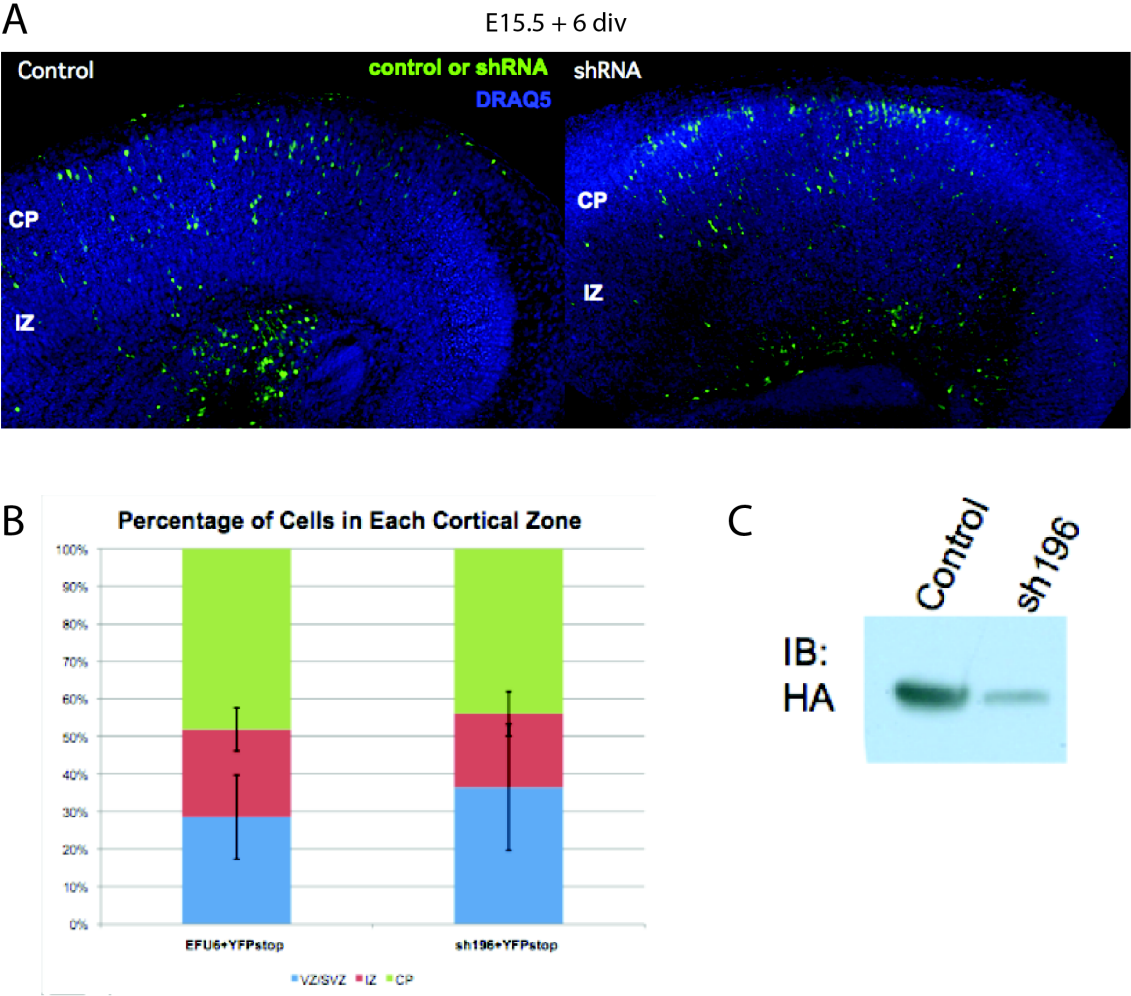 A
E15.5 + 6 div
Control
control or shRNA
DRAQ5
shRNA
CP
IZ
CP
IZ
B
Percentage of Cells in Each Cortical Zone
100%
90%
80%
70%
60%
50%
40%
30%
20%
10%
0%
EFU6+YFPstop
sh196+YFPstop
VZ/SVZ IZ CP
C
Control
sh196
IB:
HA